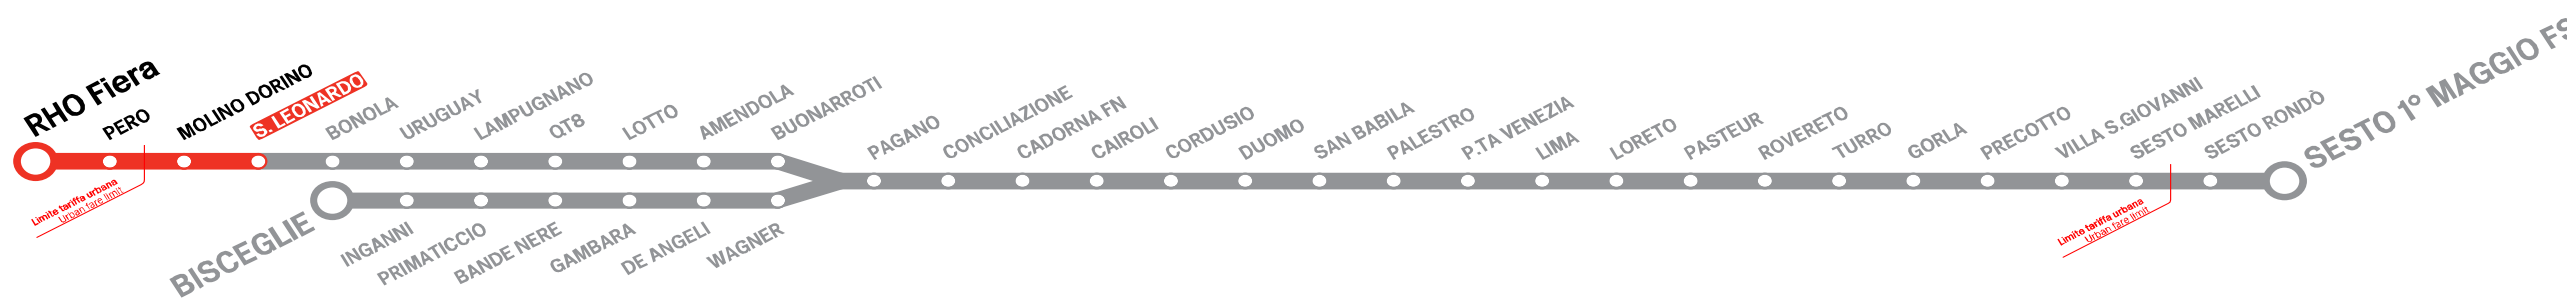 RHO Fiera
PERO
MOLINO DORINO
S. LEONARDO
BONOLA
URUGUAY
LAMPUGNANO
QT8
LOTTO
AMENDOLA
BUONARROTI
PAGANO
CONCILIAZIONE
CADORNA FN
CAIROLI
CORDUSIO
DUOMO
SAN BABILA
PALESTRO
P.TA VENEZIA
LIMA
LORETO
PASTEUR
ROVERETO
TURRO
GORLA
PRECOTTO
VILLA S.GIOVANNI
SESTO MARELLI
SESTO RONDÒ
SESTO 1° MAGGIO FS
Limite tariffa urbana
Urban fare limit
BISCEGLIE
INGANNI
PRIMATICCIO
BANDE NERE
GAMBARA
DE ANGELI
WAGNER
Limite tariffa urbana
Urban fare limit